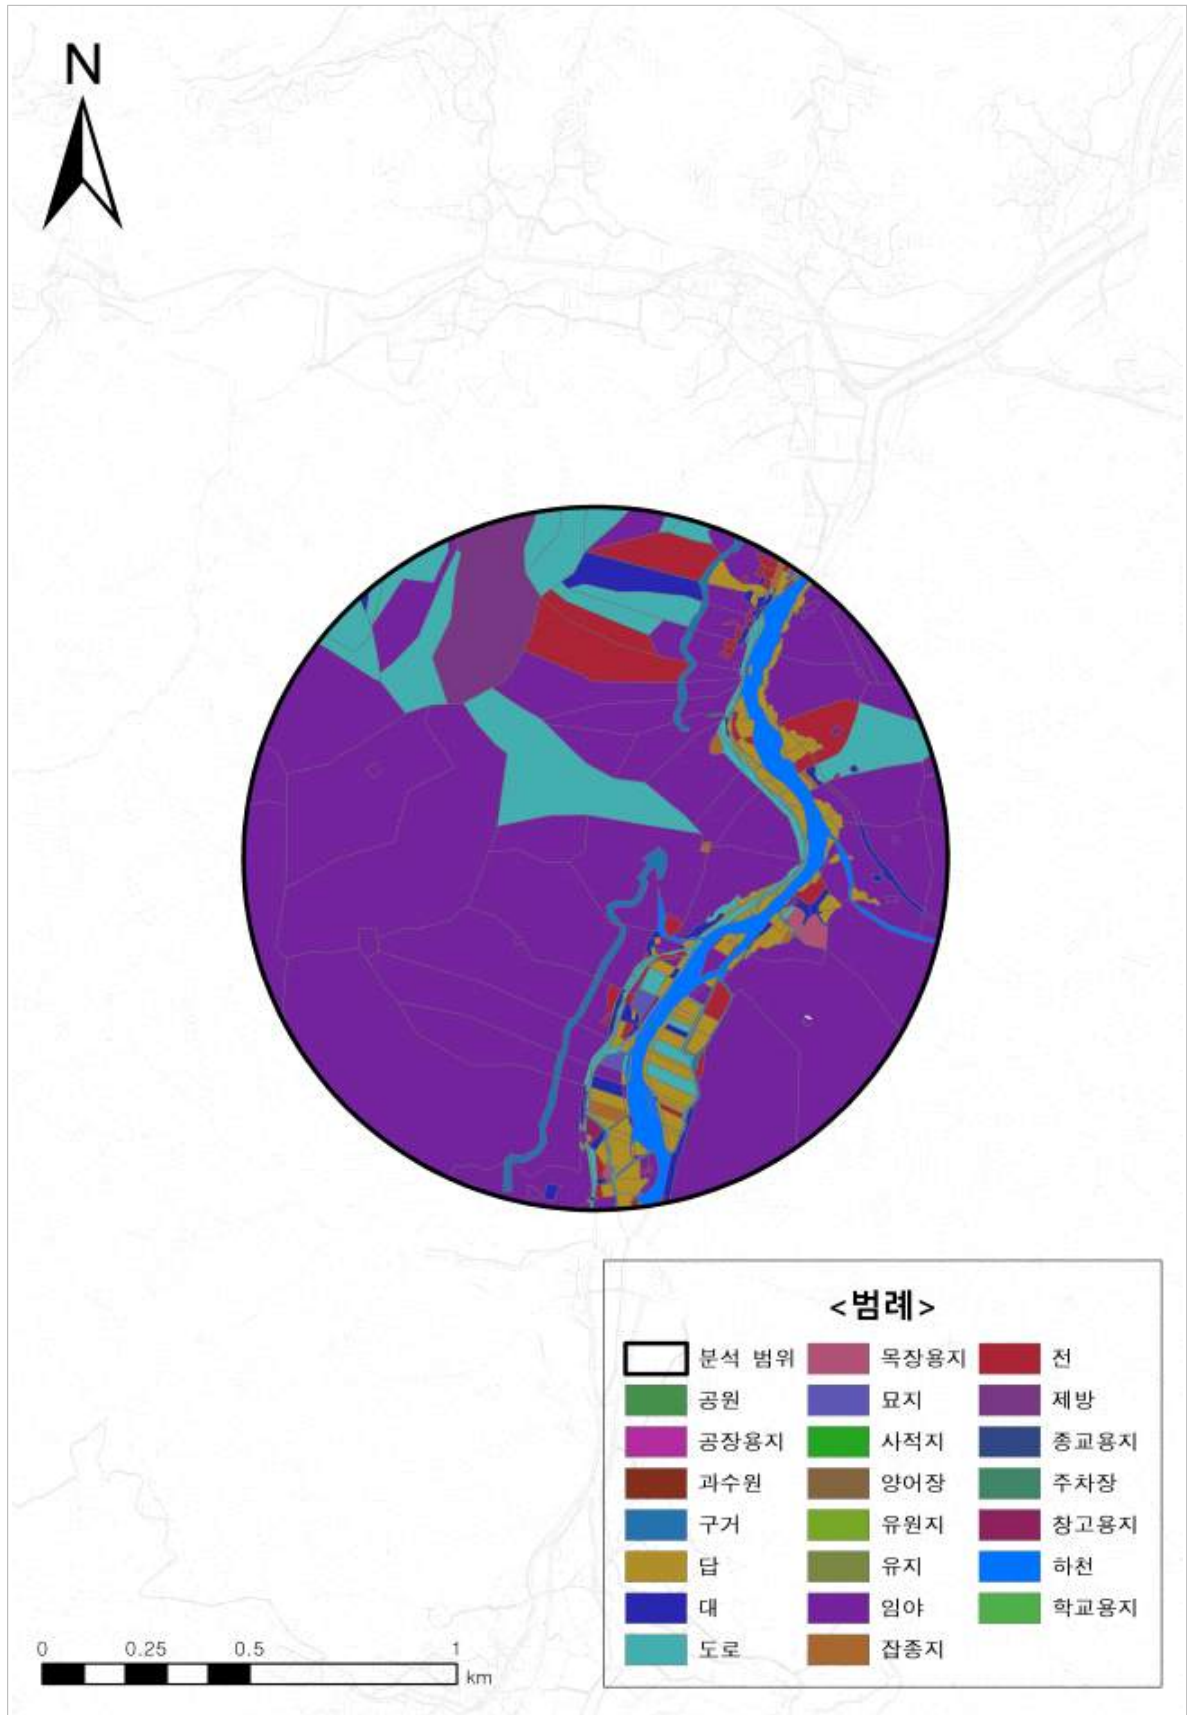 N
<범례>
분석 범위 목장용지 전
공원 묘지 제방
공장용지 사적지 종교용지
과수원 양어장 주차장
구거 유원지 창고용지
답 유지 하천
대 임야 학교용지
도로 잡종지
0 0.25 0.5 1
km